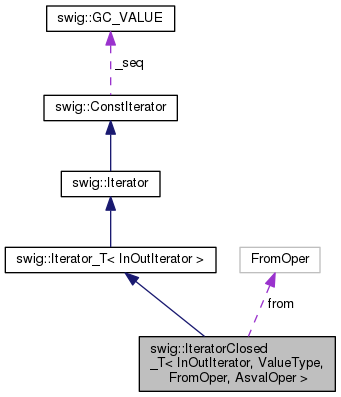 swig::GC_VALUE
_seq
swig::ConstIterator
swig::Iterator
swig::Iterator_T< InOutIterator >
FromOper
from
swig::IteratorClosed
_T< InOutIterator, ValueType,
FromOper, AsvalOper >